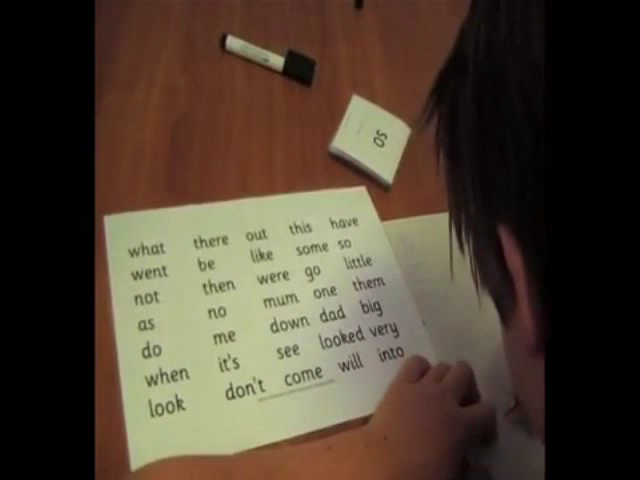 so
what there out this have
went be like some so
not then were go little
as no mum one them
do me down dad big
when it's see looked very
look don't come will into